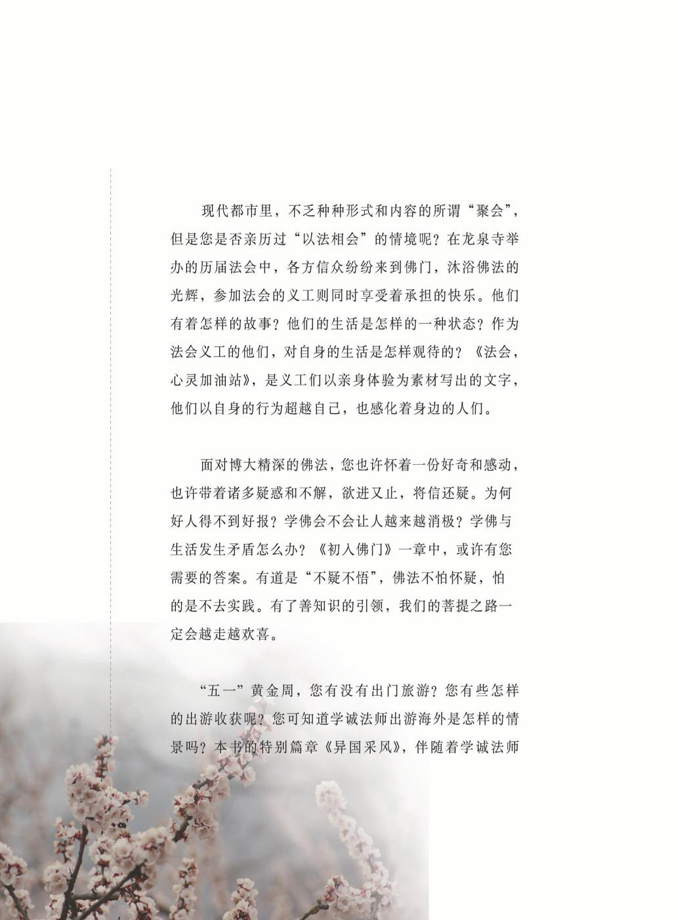 现代都市里，不乏种种形式和内容的所谓“聚会”，
但是您是否亲历过“以法相会”的情境呢？在龙泉寺举
办的历届法会中，各方信众纷纷来到佛门，沐浴佛法的
光辉，参加法会的义工则同时享受着承担的快乐。他们
有着怎样的故事？他们的生活是怎样的一种状态？作为
法会义工的他们，对自身的生活是怎样观待的？《法会，
心灵加油站》，是义工们以亲身体验为素材写出的文字，
他们以自身的行为超越自己，也感化着身边的人们。
面对博大精深的佛法，您也许怀着一份好奇和感动，
也许带着诸多疑惑和不解，欲进又止，将信还疑。为何
好人得不到好报？学佛会不会让人越来越消极？学佛与
生活发生矛盾怎么办？《初入佛门》一章中，或许有您
需要的答案。有道是“不疑不悟”，佛法不怕怀疑，怕
的是不去实践。有了善知识的引领，我们的菩提之路一
定会越走越欢喜。
“五一”黄金周，您有没有出门旅游？您有些怎样
的出游收获呢？您可知道学诚法师出游海外是怎样的情
景吗？本书的特别篇章《异国采风》，伴随着学诚法师